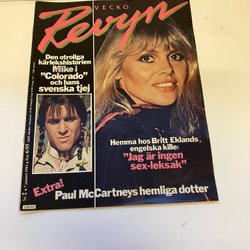 VECKO
Revyn
Den otroliga
kärlekshistorien
Mike i
"Colorado"
och hans
svenska tjej
Hemma hos Britt Eklands
engelska kille:
"Jag är ingen
sex-leksak"
Extra!
Paul McCartneys hemliga dotter